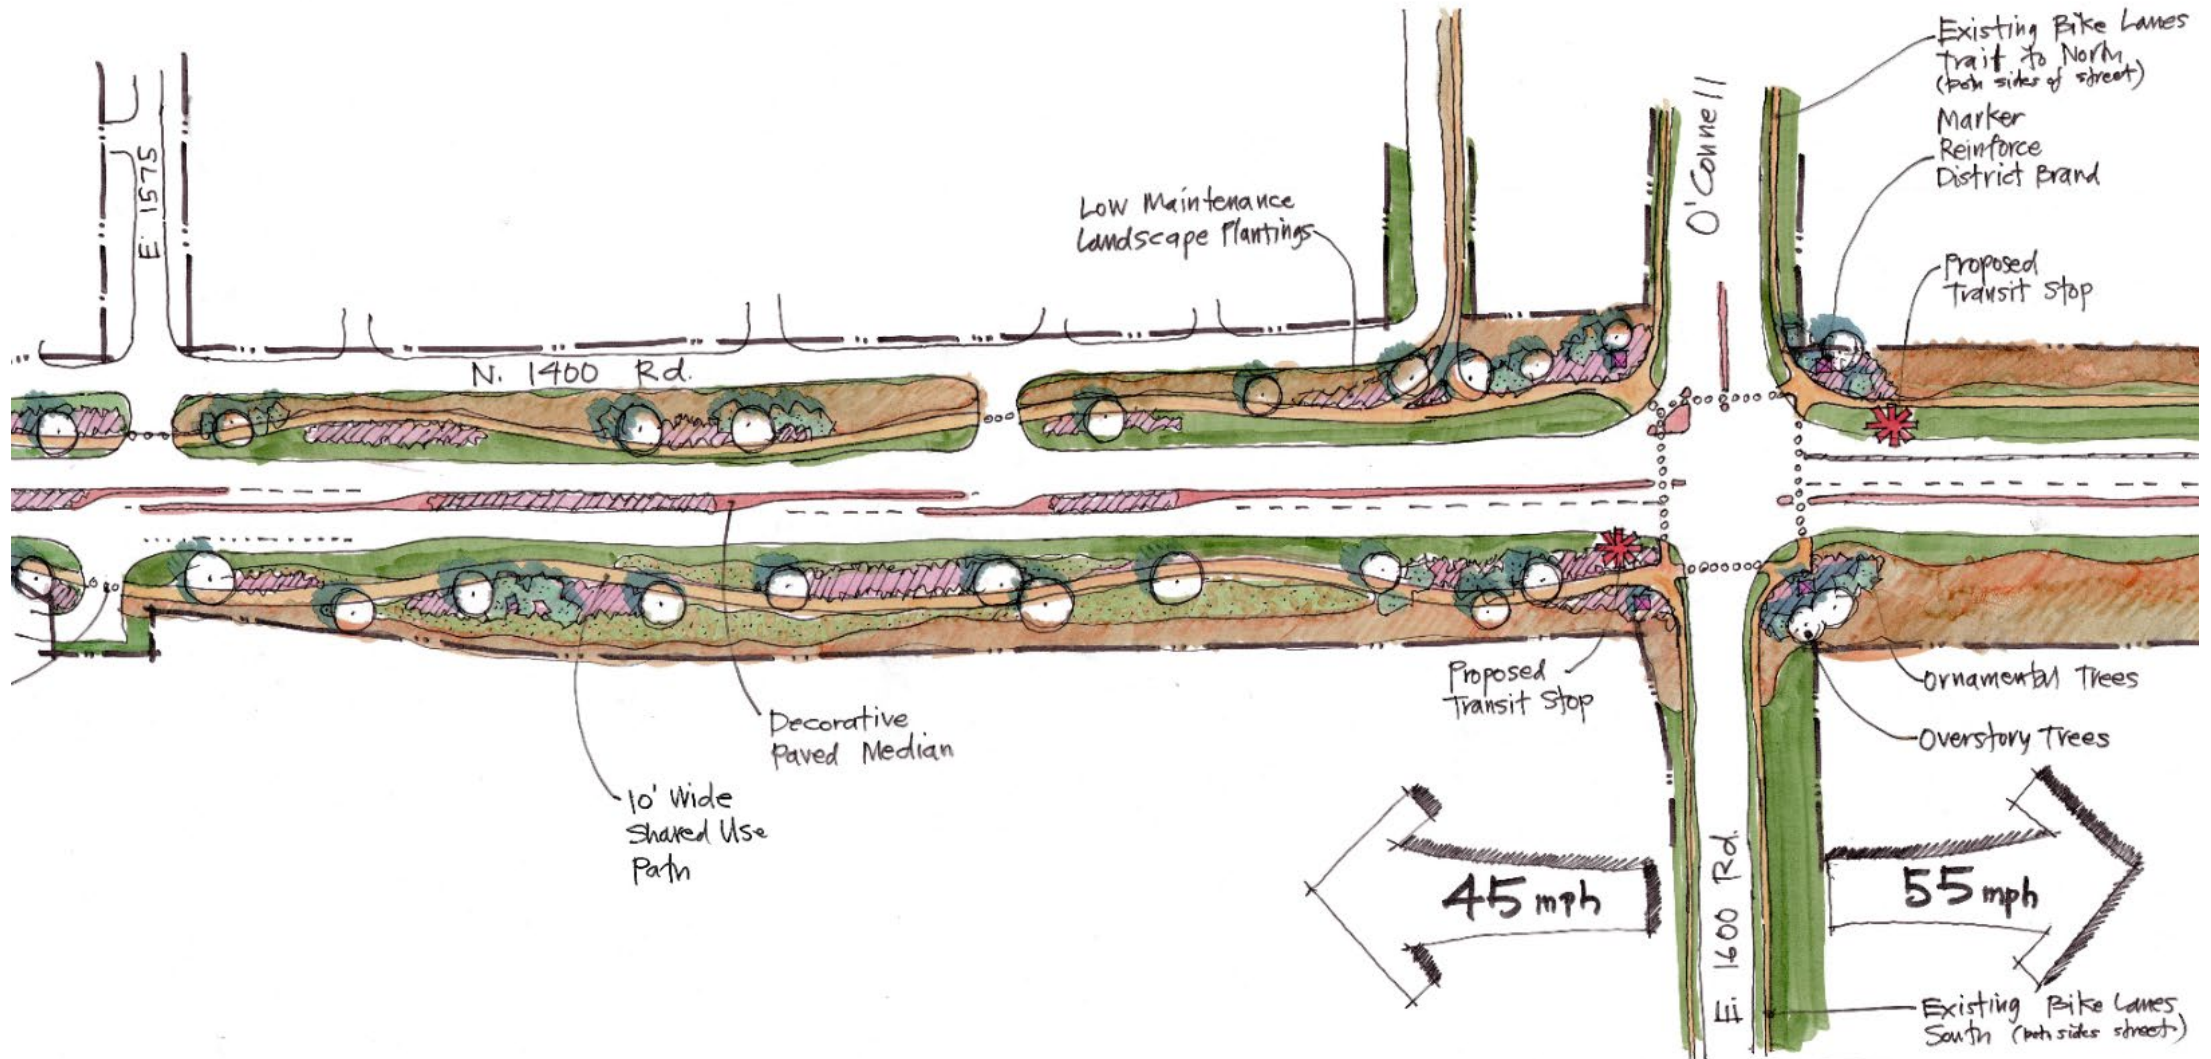 Existing Bike Lanes
Trail to North
(both sides of street)
Marker
Reinforce
District Brand
O'Connell
E. 1575
Low Maintenance
Landscape Plantings
Proposed
Transit Stop
N. 1400 Rd.
Proposed
Transit Stop
Ornamental Trees
Overstory Trees
Decorative
Paved Median
10' Wide
Shared Use
Path
45 mph
55 mph
E. 1600 Rd.
Existing Bike Lanes
South (both sides street)